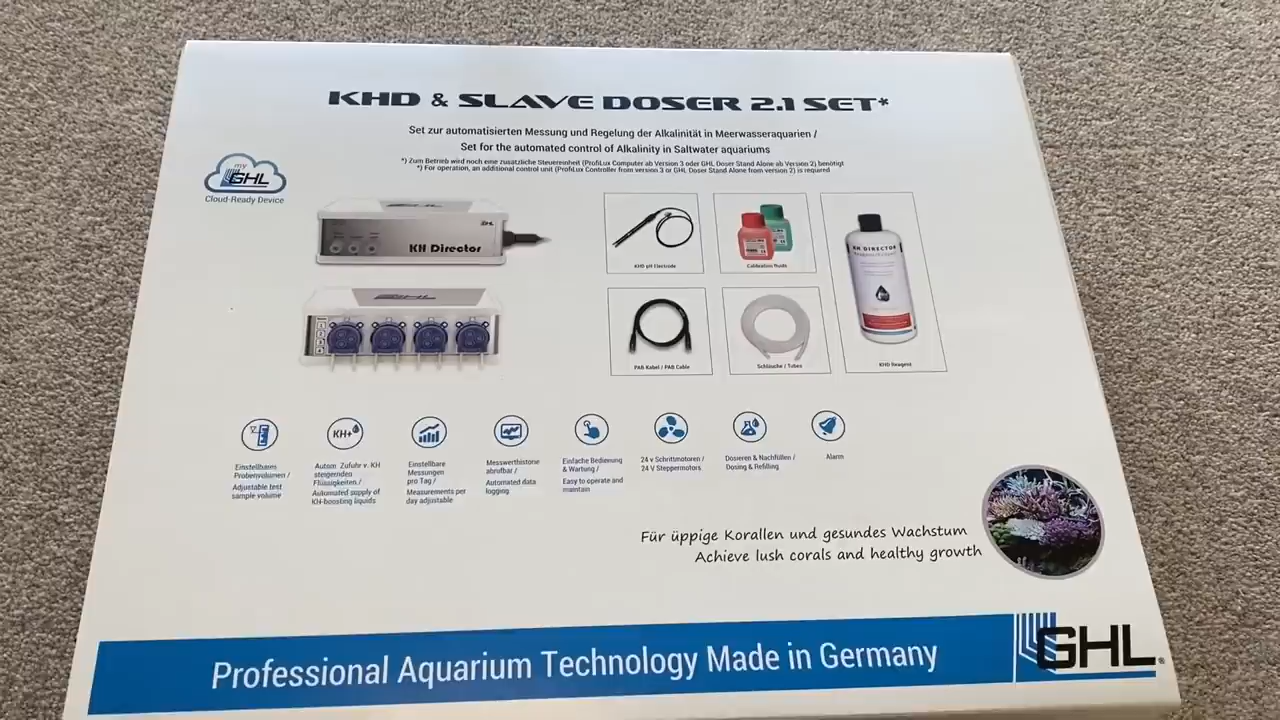 KHD & SLAVE DOSER 2.1 SET*
Set zur automatisierten Messung und Regelung der Alkalinität in Meerwasseraquarien /
Set for the automated control of Alkalinity in Saltwater aquariums
*) Zum Betrieb wird noch eine zusätzliche Steuereinheit (ProfiLux Computer ab Version 3 oder GHL Doser Stand Alone ab Version 2) benötigt
*) For operation, an additional control unit (ProfiLux Controller from version 3 or GHL Doser Stand Alone from version 2) is required
my
GHL
Cloud-Ready Device
GHL
GHL
KH Director
GHL
KHD pH Electrode
Calibration fluids
PAB Kabel / PAB Cable
Schläuche / Tubes
KH DIRECTOR
KHD Reagent
KH+
Einstellbares
Probenvolumen /
Adjustable test
sample volume
Autom. Zufuhr v. KH
steigernden
Flüssigkeiten /
Automated supply of
KH-boosting liquids
Einstellbare
Messungen
pro Tag /
Measurements per
day adjustable
Messwerthistorie
abrufbar /
Automated data
logging
Einfache Bedienung
& Wartung /
Easy to operate and
maintain
24 v Schrittmotoren /
24 V Steppermotors
Dosieren & Nachfüllen /
Dosing & Refilling
Alarm
Für üppige Korallen und gesundes Wachstum
Achieve lush corals and healthy growth
Professional Aquarium Technology Made in Germany
GHL®